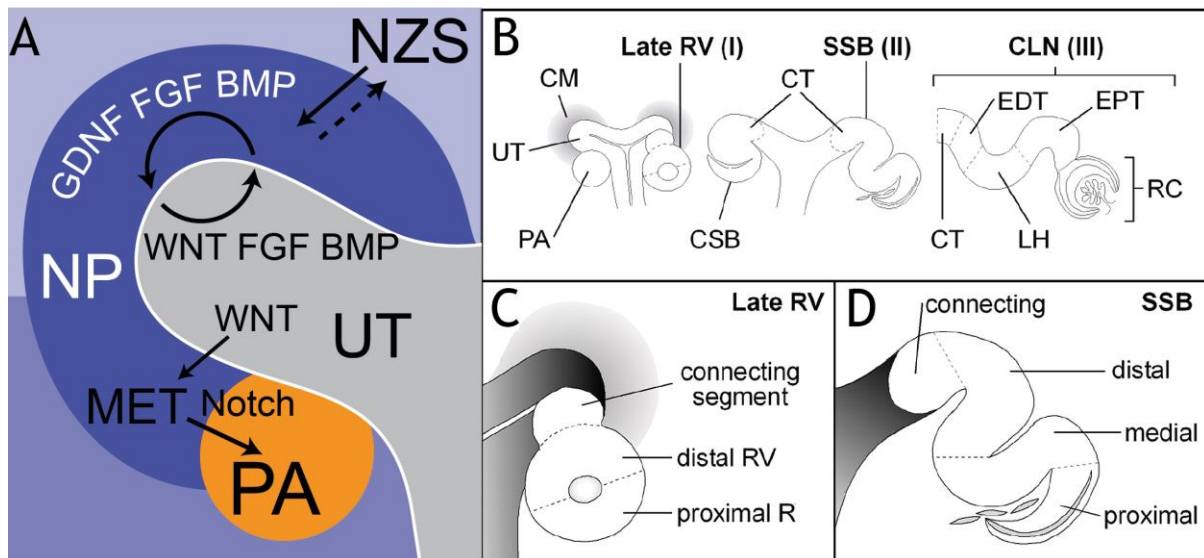 A
NZS
GDNF FGF BMP
WNT FGF BMP
NP
WNT
UT
MET Notch
PA
B
Late RV (I)
SSB (II)
CLN (III)
CM
CT
EDT
EPT
UT
PA
CSB
CT
LH
RC
C
Late RV
connecting
segment
distal RV
proximal R
D
SSB
connecting
distal
medial
proximal